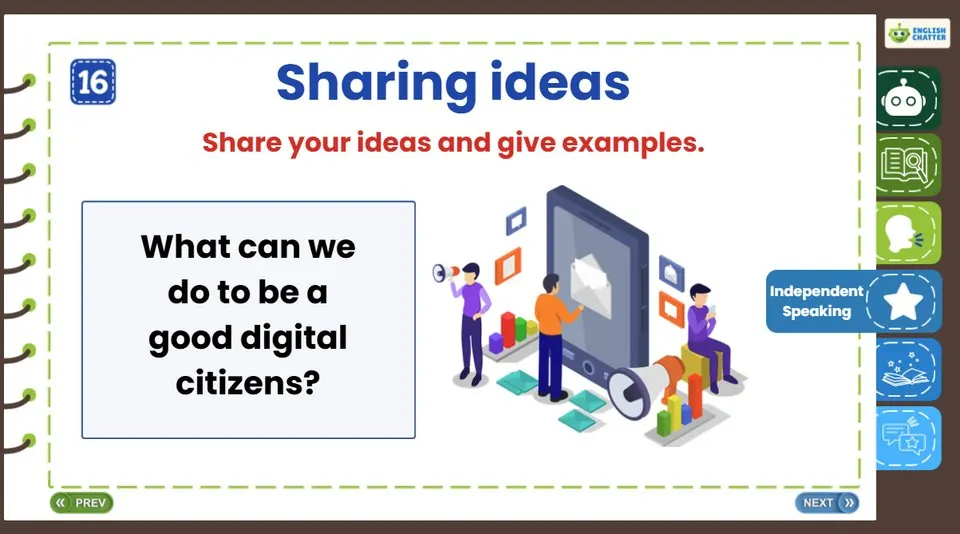 ENGLISH
CHATTER
16
Sharing ideas
Share your ideas and give examples.
What can we
do to be a
good digital
citizens?
Independent
Speaking
PREV
NEXT